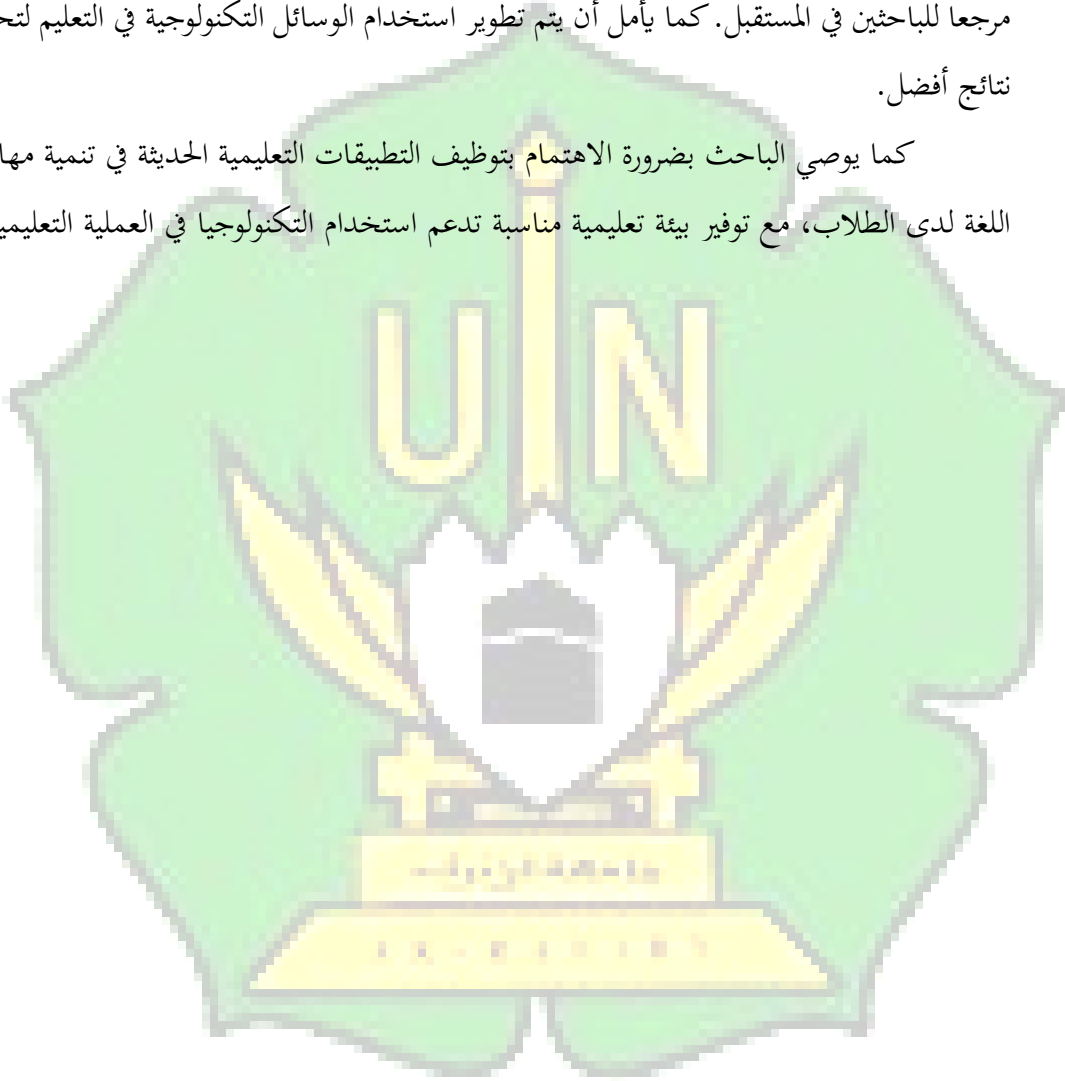 مرجعا للباحثين في المستقبل. كما يأمل أن يتم تطوير استخدام الوسائل التكنولوجية في التعليم
نتائج أفضل.
كما يوصي الباحث بضرورة الاهتمام بتوظيف التطبيقات التعليمية الحديثة في تنمية
اللغة لدى الطلاب، مع توفير بيئة تعليمية مناسبة تدعم استخدام التكنولوجيا في العملية
UIN